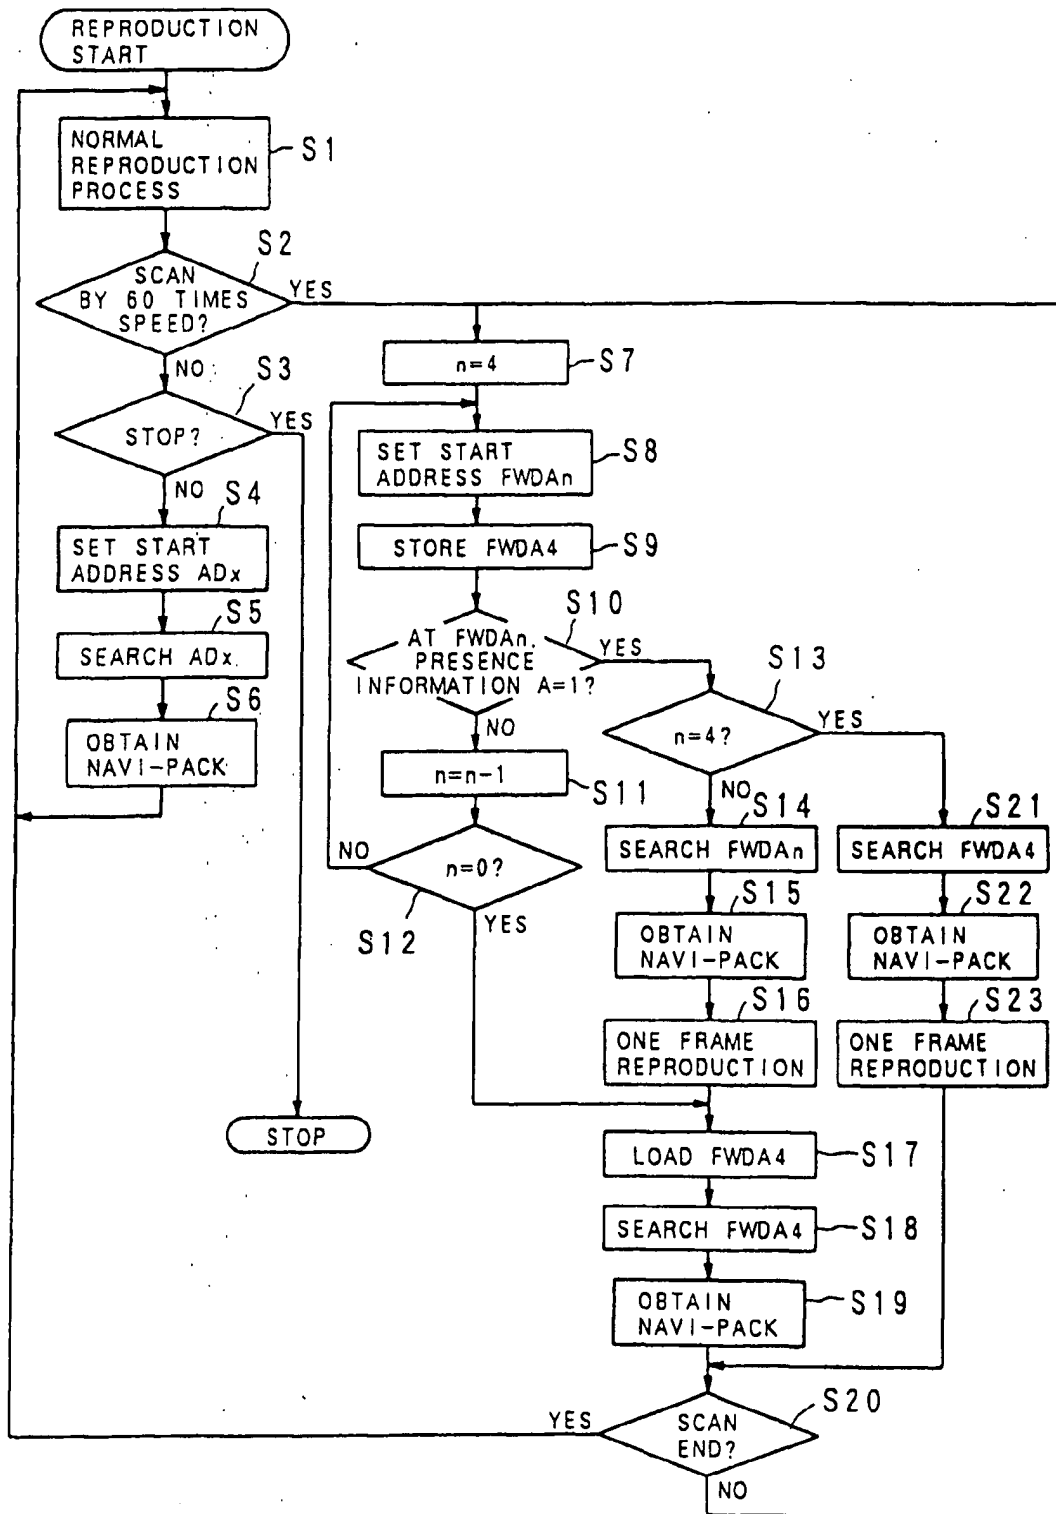 REPRODUCTION
START
NORMAL
REPRODUCTION
PROCESS
S1
SCAN
BY 60 TIMES
SPEED?
S2
YES
NO
STOP?
S3
YES
NO
SET START
ADDRESS ADx
S4
SEARCH ADx
S5
OBTAIN
NAVI-PACK
S6
STOP
n=4
S7
SET START
ADDRESS FWDAn
S8
STORE FWDA4
S9
AT FWDAn,
PRESENCE
INFORMATION A=1?
S10
YES
NO
n=n-1
S11
n=0?
S12
NO
YES
n=4?
S13
YES
NO
SEARCH FWDAn
S14
OBTAIN
NAVI-PACK
S15
ONE FRAME
REPRODUCTION
S16
LOAD FWDA4
S17
SEARCH FWDA4
S18
OBTAIN
NAVI-PACK
S19
SCAN
END?
S20
YES
NO
SEARCH FWDA4
S21
OBTAIN
NAVI-PACK
S22
ONE FRAME
REPRODUCTION
S23